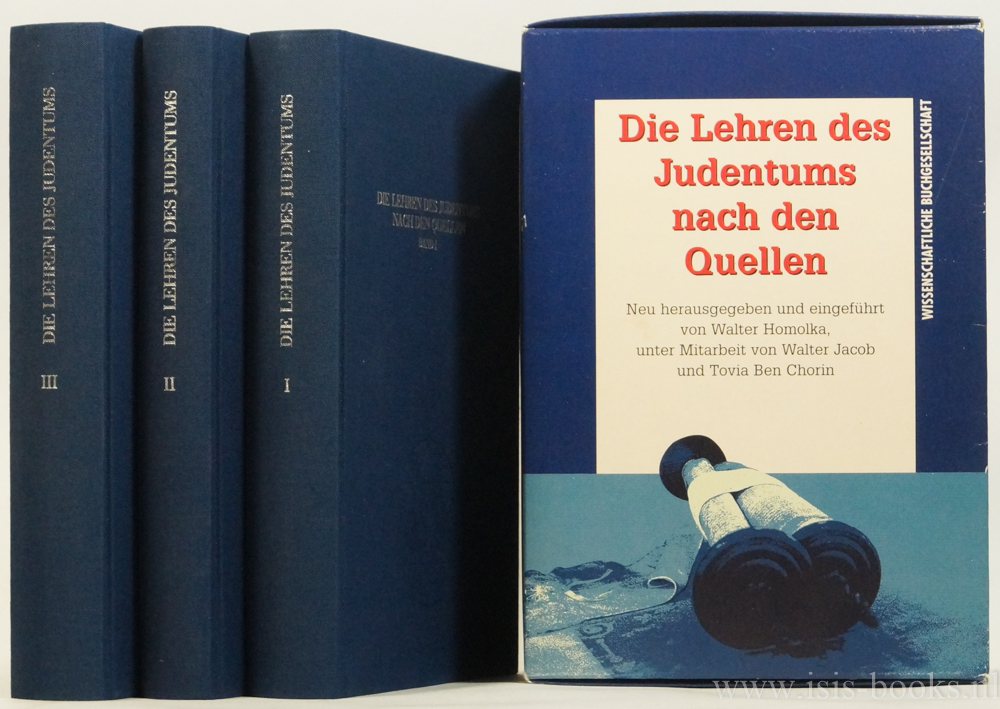 DIE LEHREN DES JUDENTUMS
III
DIE LEHREN DES JUDENTUMS
II
DIE LEHREN DES JUDENTUMS
I
DIE LEHREN DES JUDENTUMS
NACH DEN QUELLEN
BAND I
Die Lehren des
Judentums
nach den
Quellen
Neu herausgegeben und eingeführt
von Walter Homolka,
unter Mitarbeit von Walter Jacob
und Tovia Ben Chorin
WISSENSCHAFTLICHE BUCHGESELLSCHAFT
www.isis-books.nl